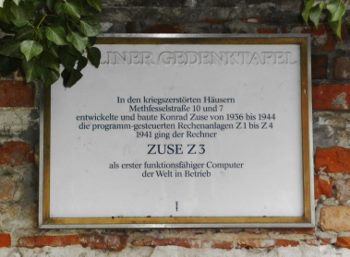 LINER GEDENKTAFEL
In den kriegszerstörten Häusern
Methfesselstraße 10 und 7
entwickelte und baute Konrad Zuse von 1936 bis 1944
die programm-gesteuerten Rechenanlagen Z 1 bis Z 4
1941 ging der Rechner
ZUSE Z 3
als erster funktionsfähiger Computer
der Welt in Betrieb